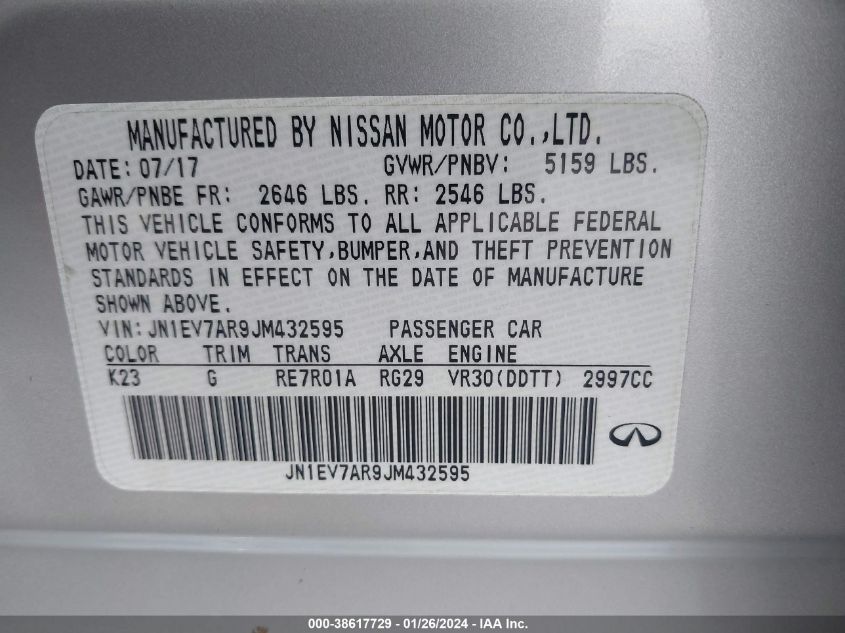 MANUFACTURED BY NISSAN MOTOR CO.,LTD.
DATE: 07/17 GVWR/PNBV: 5159 LBS.
GAWR/PNBE FR: 2646 LBS. RR: 2546 LBS.
THIS VEHICLE CONFORMS TO ALL APPLICABLE FEDERAL
MOTOR VEHICLE SAFETY,BUMPER,AND THEFT PREVENTION
STANDARDS IN EFFECT ON THE DATE OF MANUFACTURE
SHOWN ABOVE.
VIN: JN1EV7AR9JM432595 PASSENGER CAR
COLOR TRIM TRANS AXLE ENGINE
K23 G RE7R01A RG29 VR30(DDTT) 2997CC
JN1EV7AR9JM432595
000-38617729 - 01/26/2024 - IAA Inc.